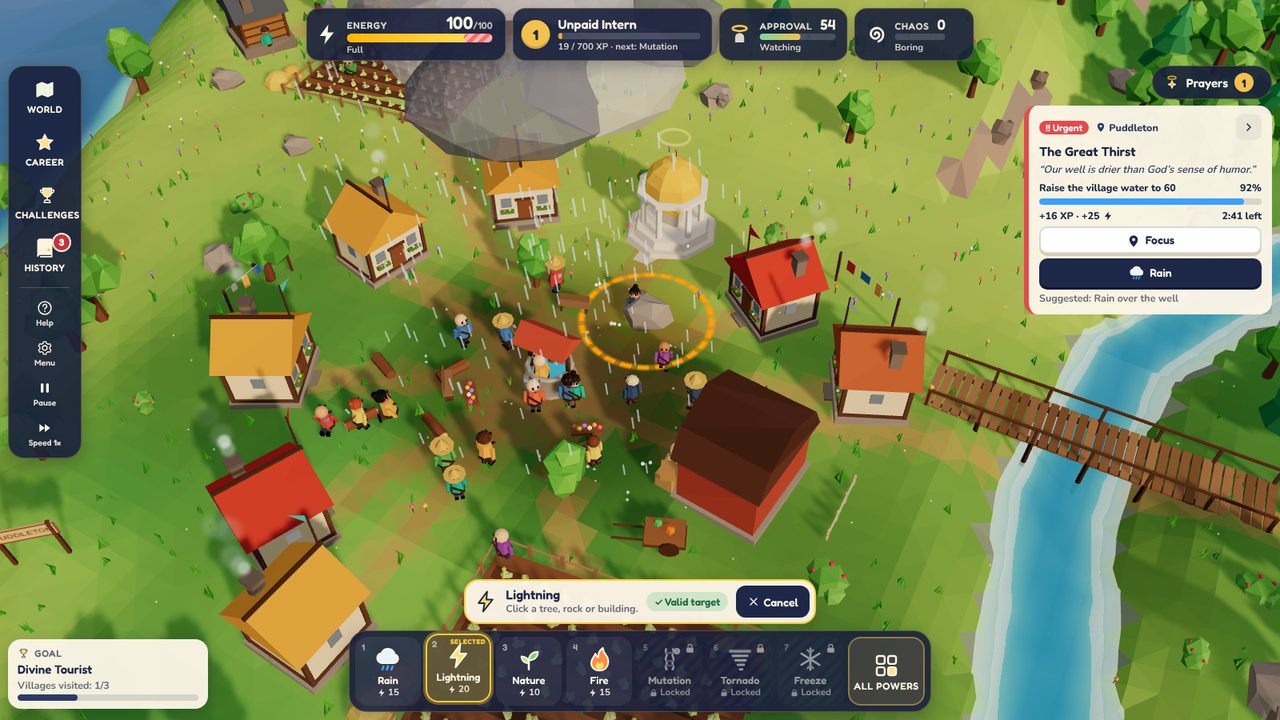 ENERGY 100/100
Full
1
Unpaid Intern
19 / 700 XP · next: Mutation
APPROVAL 54
Watching
CHAOS 0
Boring
WORLD
CAREER
CHALLENGES
3
HISTORY
Help
Menu
Pause
Speed 1x
Prayers 1
!! Urgent Puddleton
The Great Thirst
“Our well is drier than God’s sense of humor.”
Raise the village water to 60 92%
+16 XP · +25 2:41 left
Focus
Rain
Suggested: Rain over the well
Lightning
Click a tree, rock or building.
Valid target
Cancel
GOAL
Divine Tourist
Villages visited: 1/3
1
Rain
15
2 SELECTED
Lightning
20
3
Nature
10
4
Fire
15
5
Mutation
Locked
6
Tornado
Locked
7
Freeze
Locked
ALL POWERS